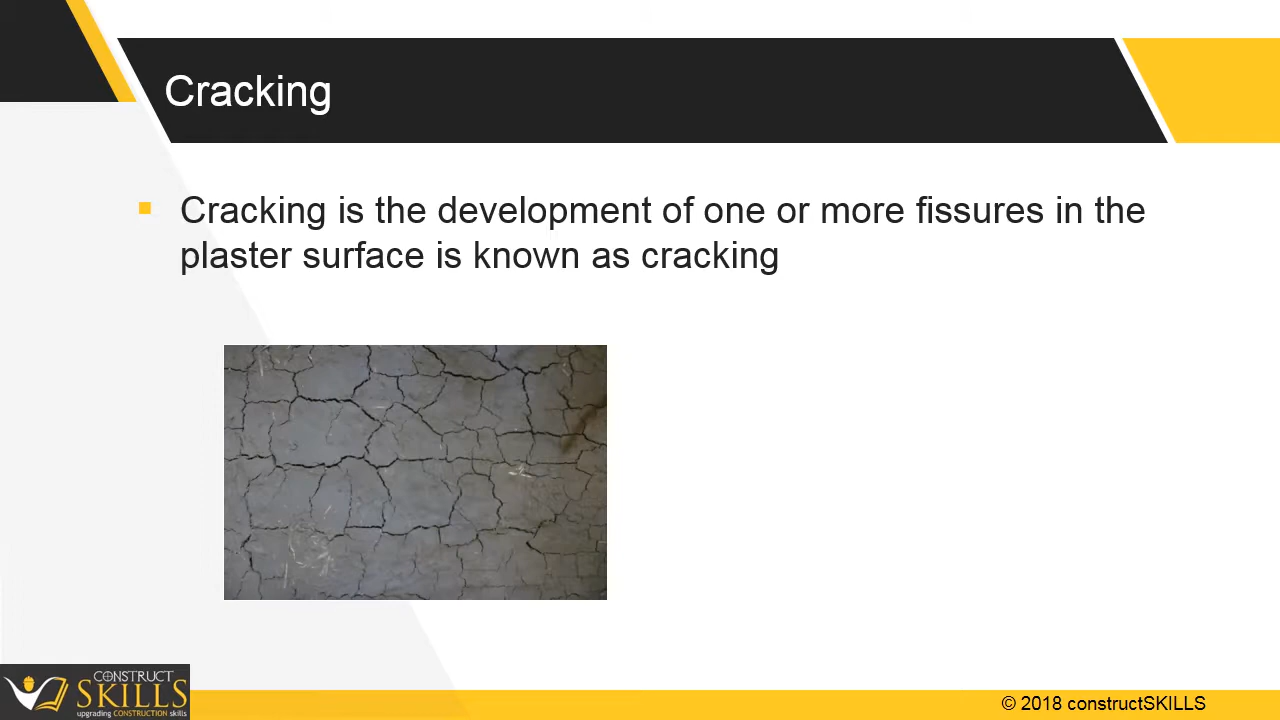 Cracking
Cracking is the development of one or more fissures in the
plaster surface is known as cracking
CONSTRUCT
SKILLS
upgrading CONSTRUCTION skills
© 2018 constructSKILLS